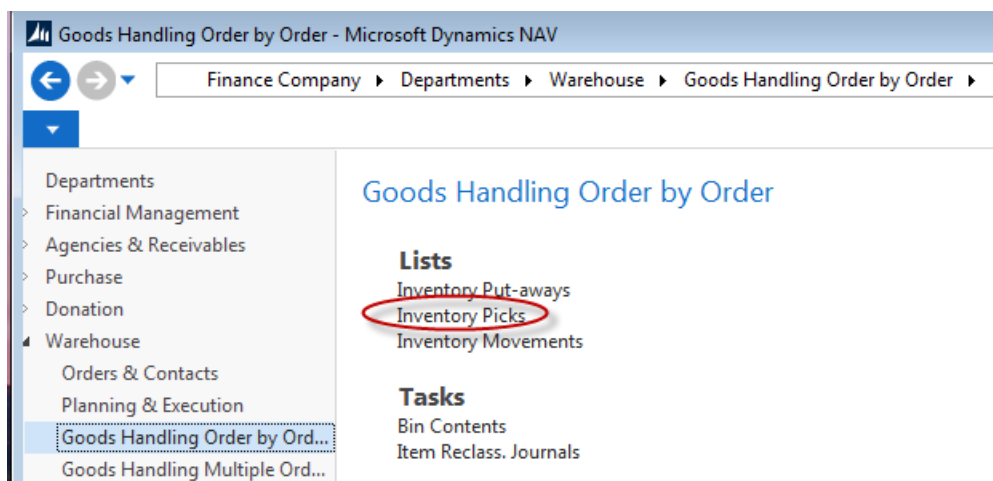 Goods Handling Order by Order - Microsoft Dynamics NAV
Finance Company ▸ Departments ▸ Warehouse ▸ Goods Handling Order by Order ▸
Departments
Financial Management
Agencies & Receivables
Purchase
Donation
Warehouse
Orders & Contacts
Planning & Execution
Goods Handling Order by Ord...
Goods Handling Multiple Ord...
Goods Handling Order by Order
Lists
Inventory Put-aways
Inventory Picks
Inventory Movements
Tasks
Bin Contents
Item Reclass. Journals